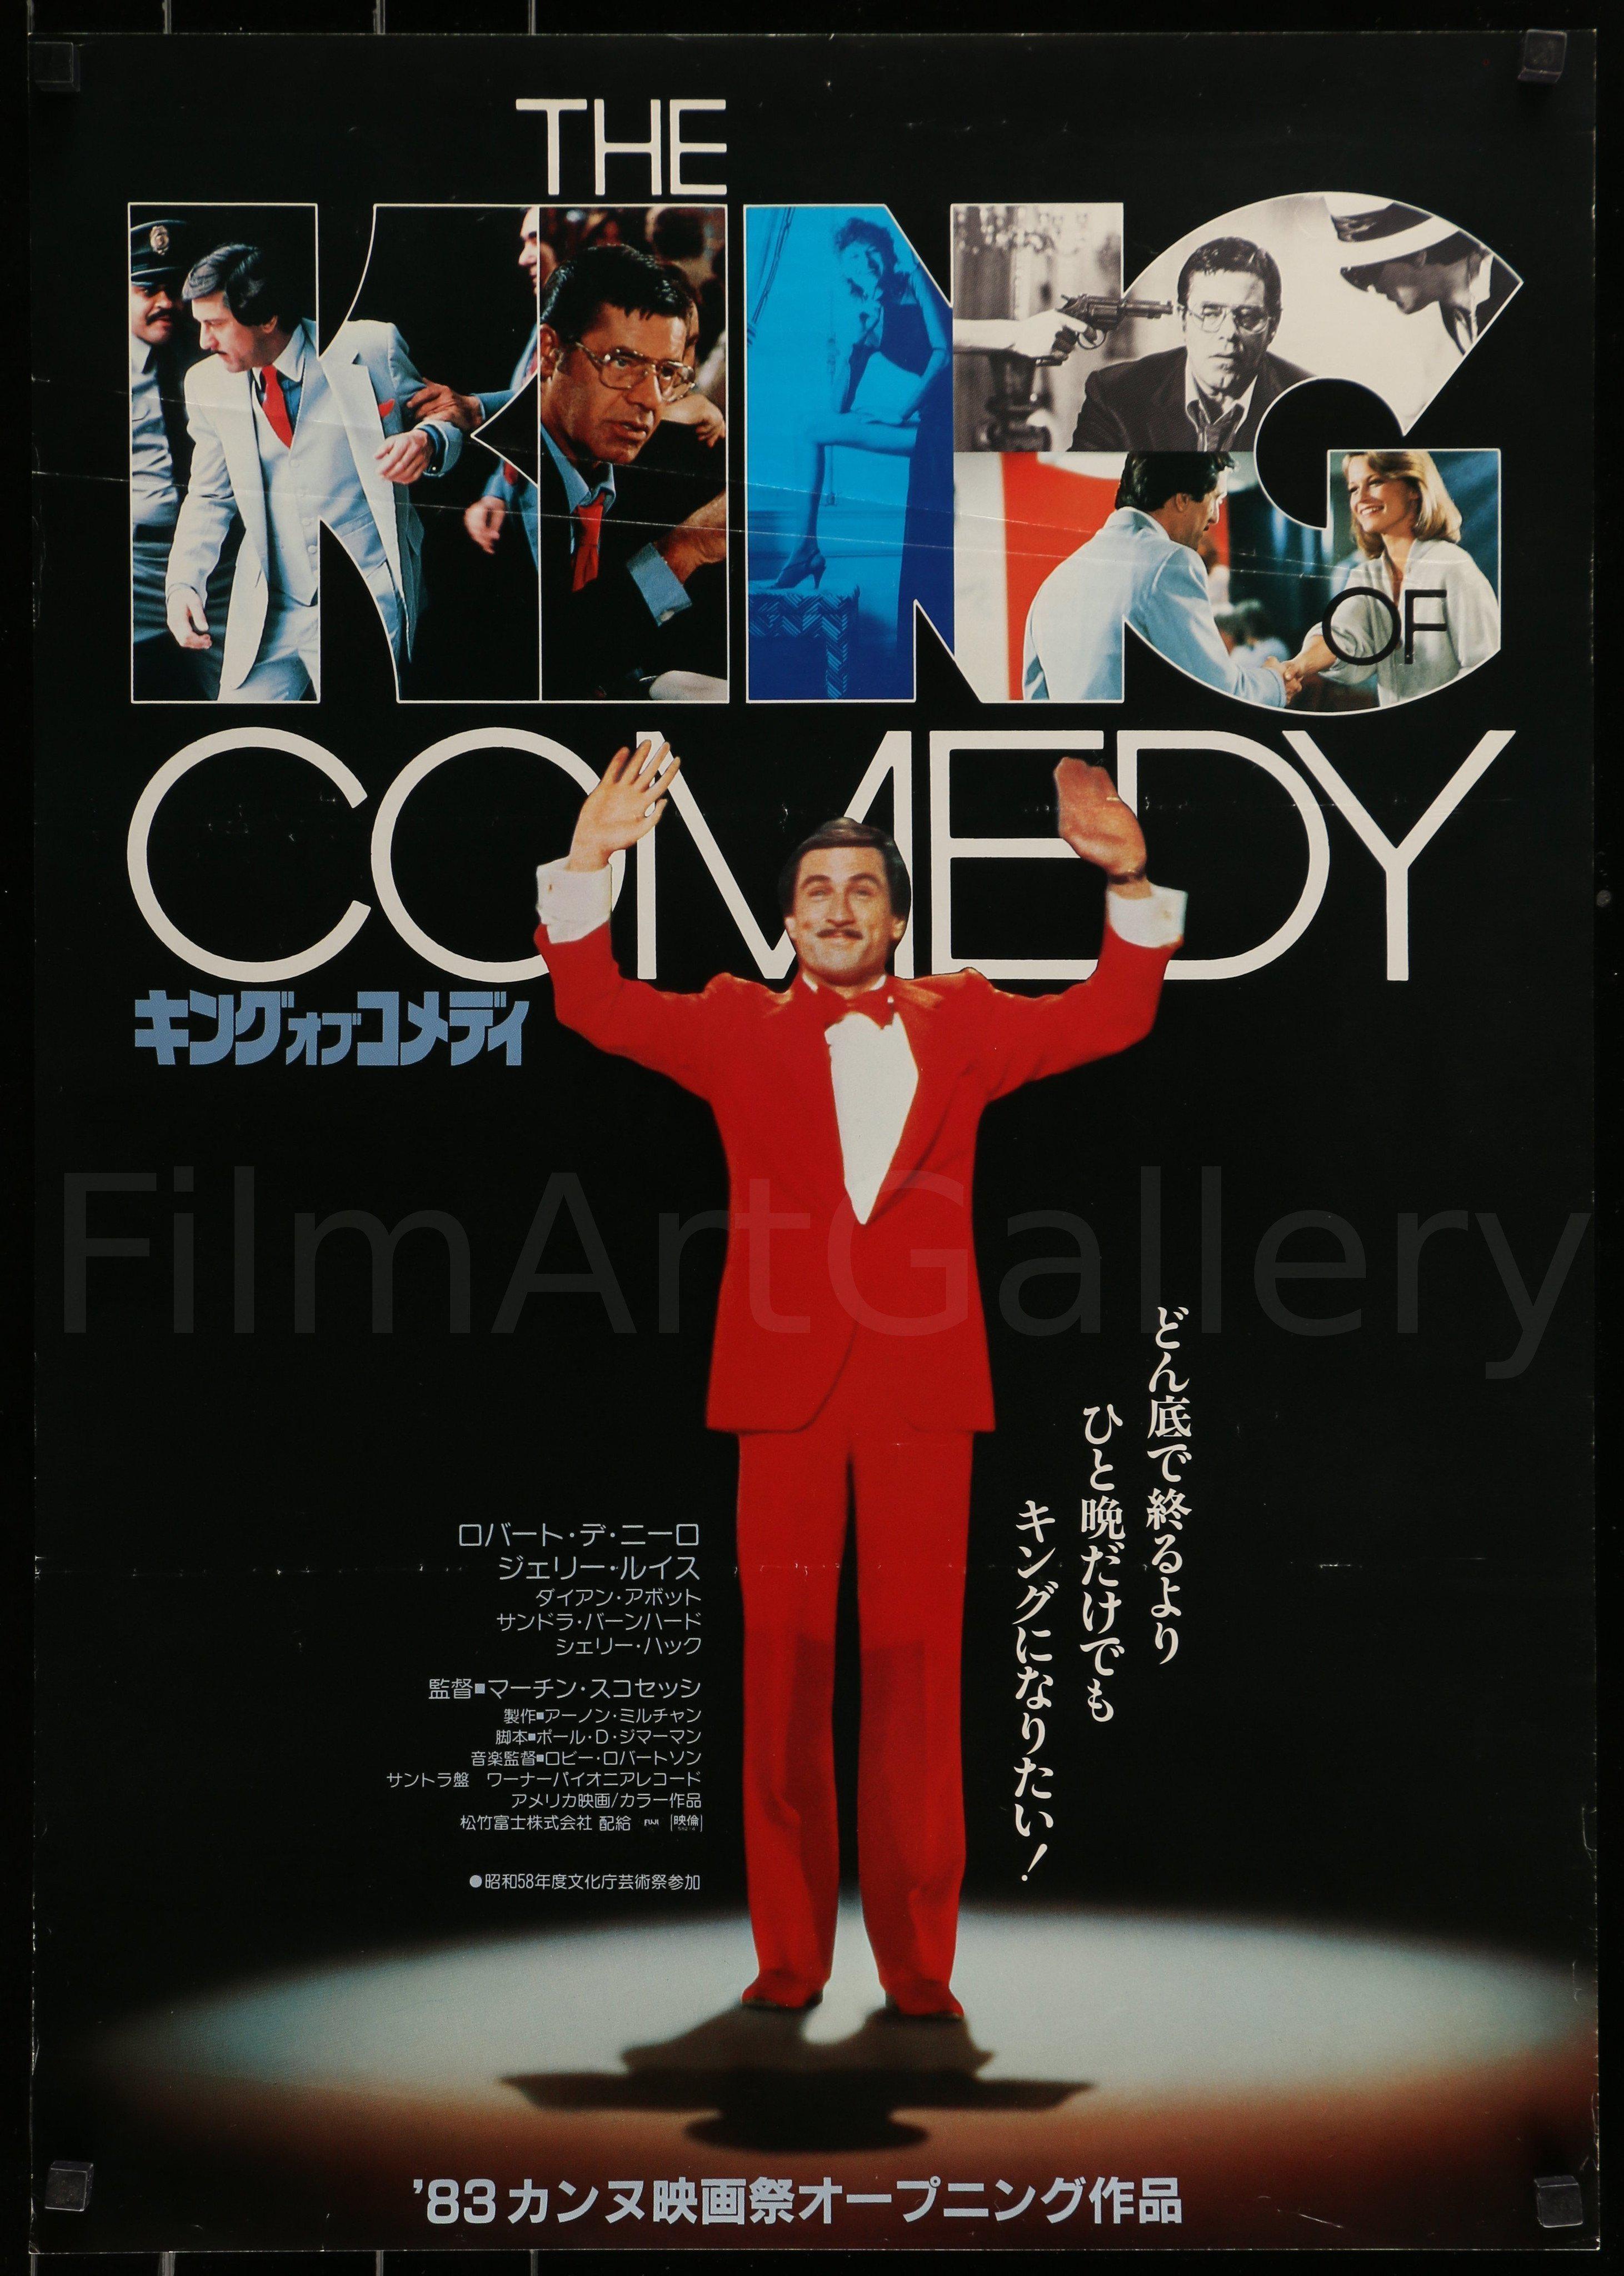 THE
KING
OF
COMEDY
キングオブコメディ
FilmArtGallery
どん底で終るより
ひと晩だけでも
キングになりたい!
ロバート・デ・ニーロ
ジェリー・ルイス
ダイアン・アボット
サンドラ・バーンハード
シェリー・ハック
監督■マーチン・スコセッシ
製作■アーノン・ミルチャン
脚本■ポール・D・ジマーマン
音楽監督■ロビー・ロバートソン
サントラ盤 ワーナーパイオニアレコード
アメリカ映画/カラー作品
松竹富士株式会社 配給 FUJI 映倫
●昭和58年度文化庁芸術祭参加
'83カンヌ映画祭オープニング作品